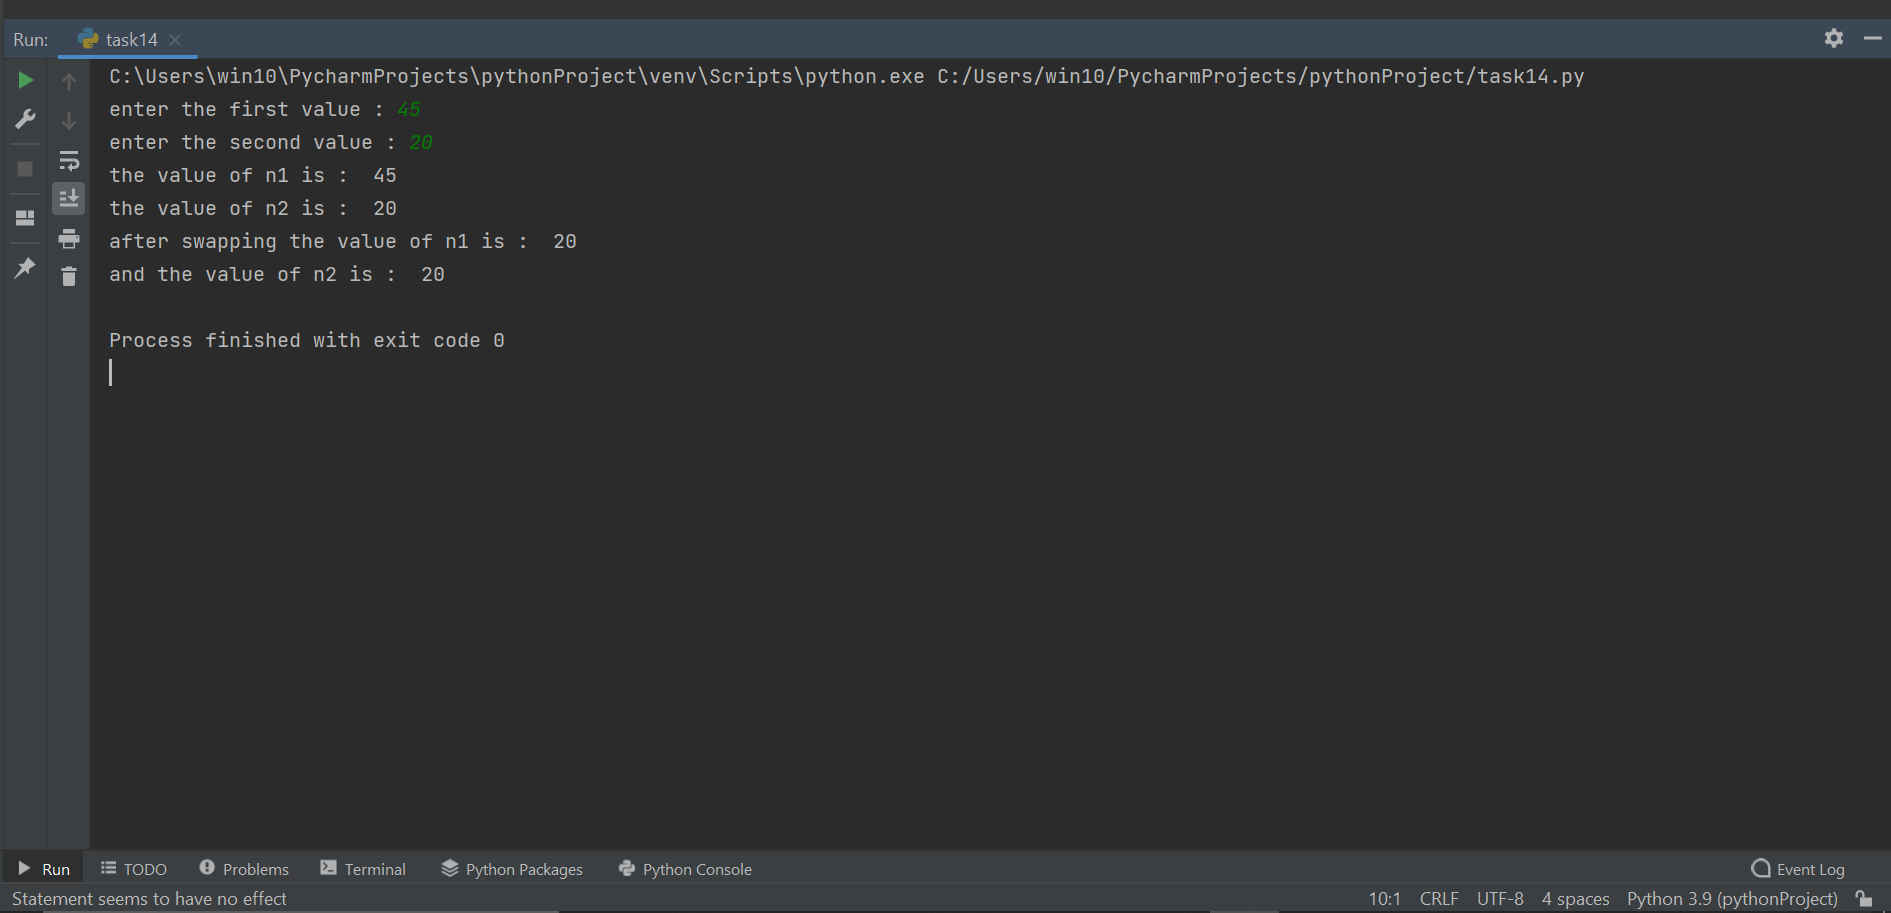 Run: task14
C:\Users\win10\PycharmProjects\pythonProject\venv\Scripts\python.exe C:/Users/win10/PycharmProjects/pythonProject/task14.py
enter the first value : 45
enter the second value : 20
the value of n1 is :  45
the value of n2 is :  20
after swapping the value of n1 is :  20
and the value of n2 is :  20
Process finished with exit code 0
Run TODO Problems Terminal Python Packages Python Console Event Log
Statement seems to have no effect 10:1 CRLF UTF-8 4 spaces Python 3.9 (pythonProject)